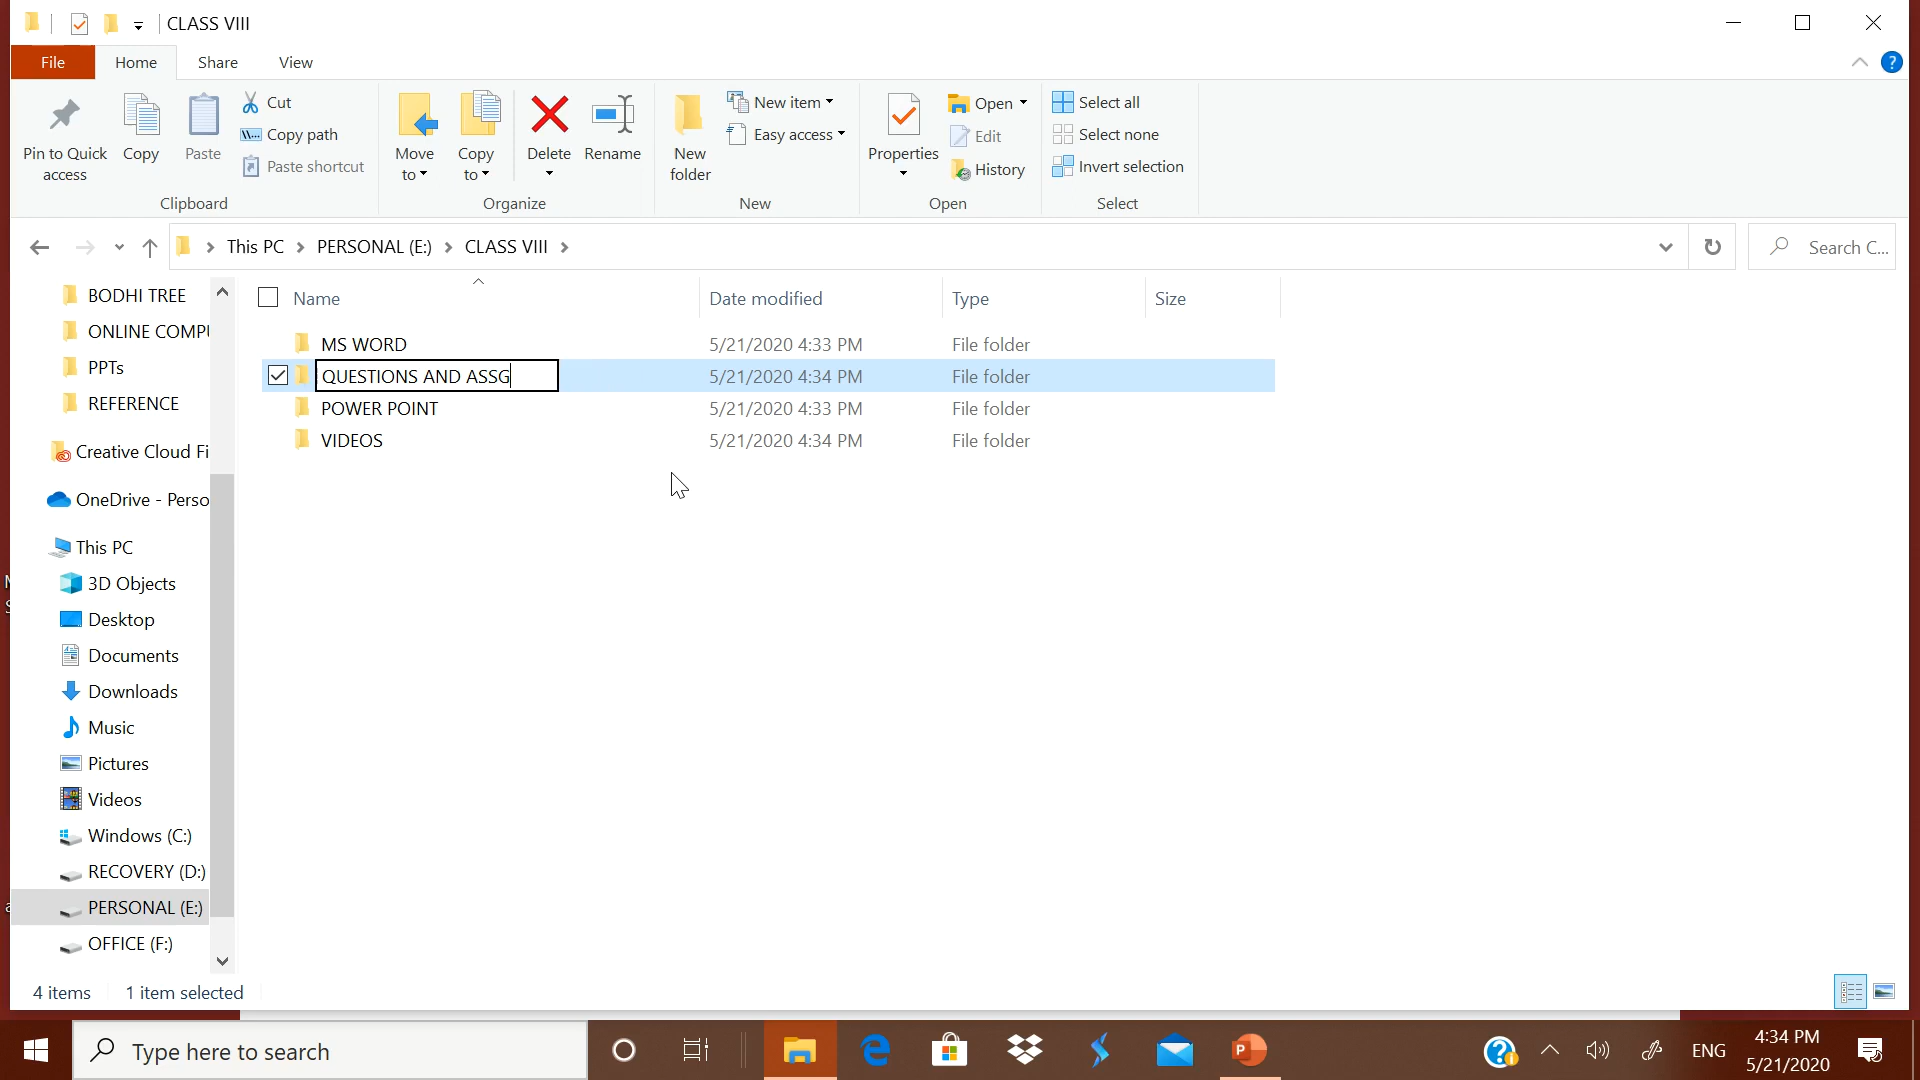 CLASS VIII
File Home Share View
Pin to Quick access
Copy
Paste
Cut
Copy path
Paste shortcut
Clipboard
Move to
Copy to
Delete
Rename
Organize
New folder
New item
Easy access
New
Properties
Open
Edit
History
Open
Select all
Select none
Invert selection
Select
This PC PERSONAL (E:) CLASS VIII
Search C...
BODHI TREE
ONLINE COMPU
PPTs
REFERENCE
Creative Cloud Fi
OneDrive - Perso
This PC
3D Objects
Desktop
Documents
Downloads
Music
Pictures
Videos
Windows (C:)
RECOVERY (D:)
PERSONAL (E:)
OFFICE (F:)
Name Date modified Type Size
MS WORD 5/21/2020 4:33 PM File folder
QUESTIONS AND ASSG 5/21/2020 4:34 PM File folder
POWER POINT 5/21/2020 4:33 PM File folder
VIDEOS 5/21/2020 4:34 PM File folder
4 items 1 item selected
Type here to search
ENG
4:34 PM
5/21/2020